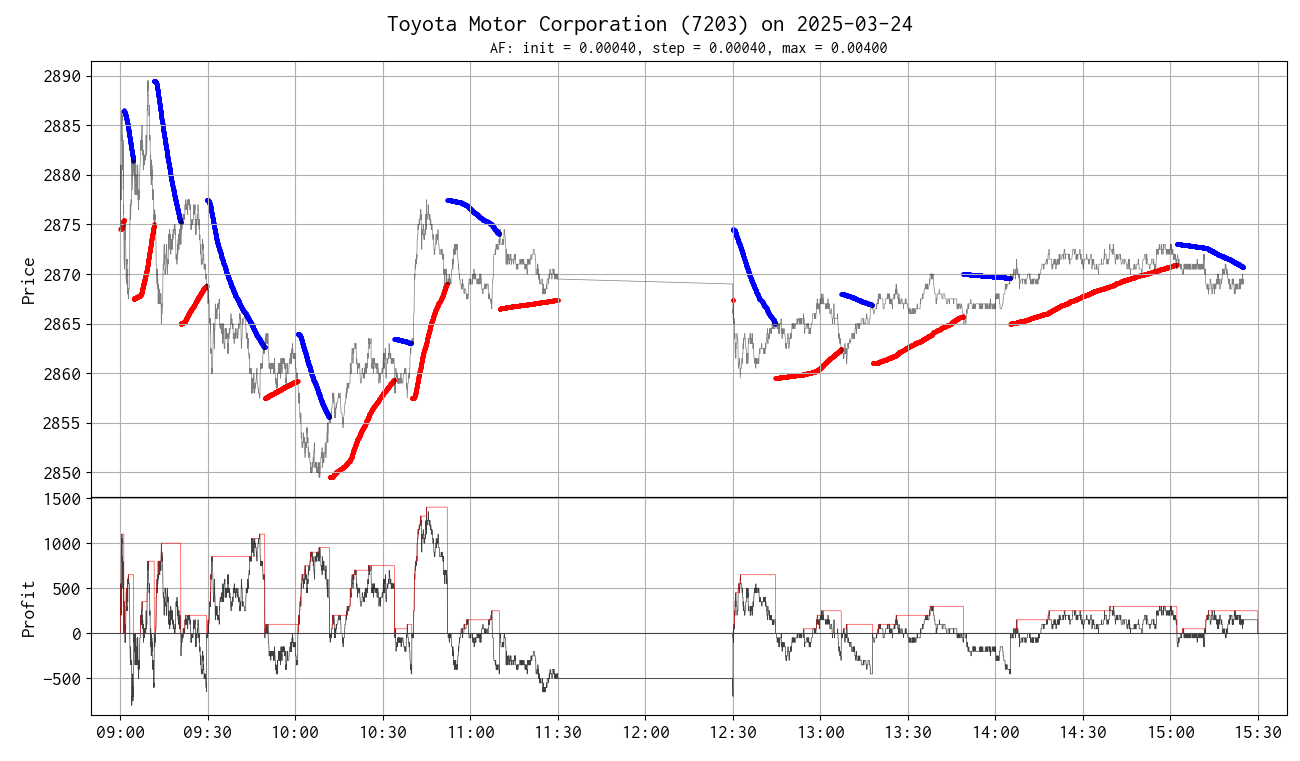 Toyota Motor Corporation (7203) on 2025-03-24
AF: init = 0.00040, step = 0.00040, max = 0.00400
Price
2890
2885
2880
2875
2870
2865
2860
2855
2850
Profit
1500
1000
500
0
−500
09:00 09:30 10:00 10:30 11:00 11:30 12:00 12:30 13:00 13:30 14:00 14:30 15:00 15:30